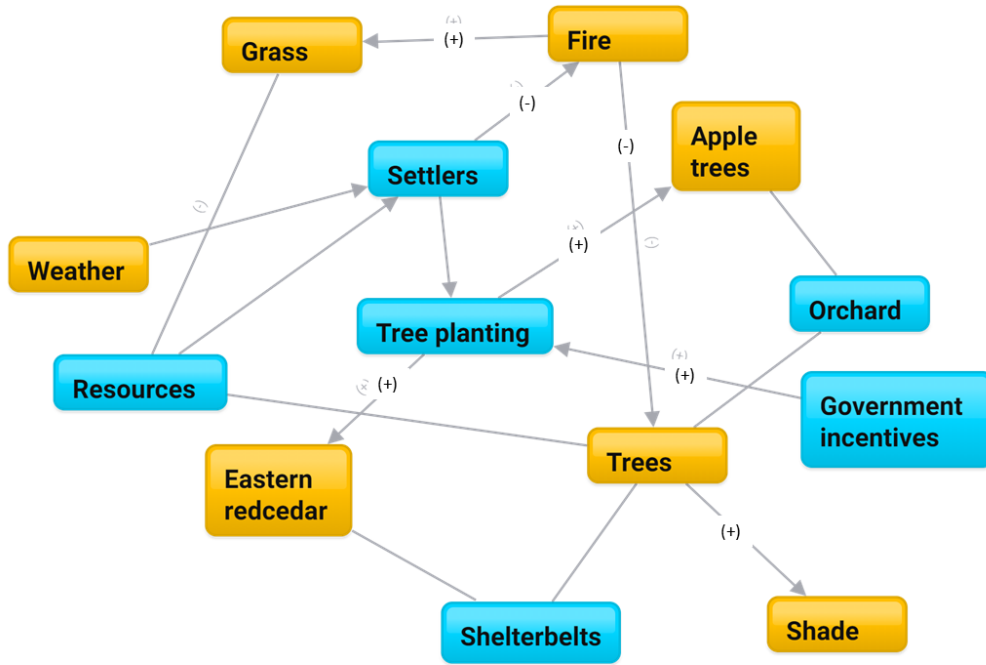 Grass
(+)
Fire
(-)
Apple
trees
(-)
Settlers
Weather
(+)
Orchard
Tree planting
(+)
Resources
(+)
Government
incentives
Trees
Eastern
redcedar
(+)
Shelterbelts
Shade